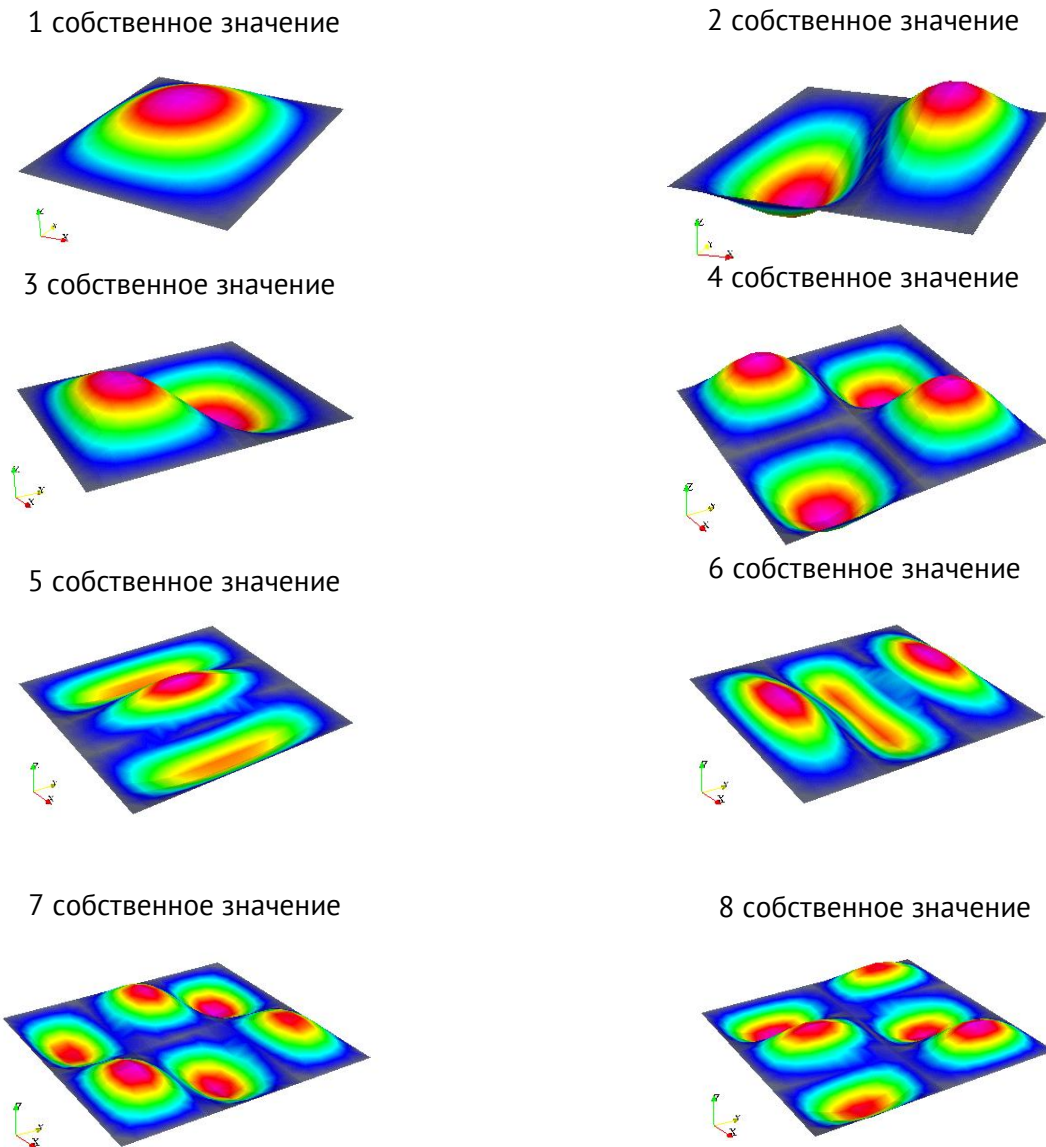 1 собственное значение
2 собственное значение
3 собственное значение
4 собственное значение
5 собственное значение
6 собственное значение
7 собственное значение
8 собственное значение